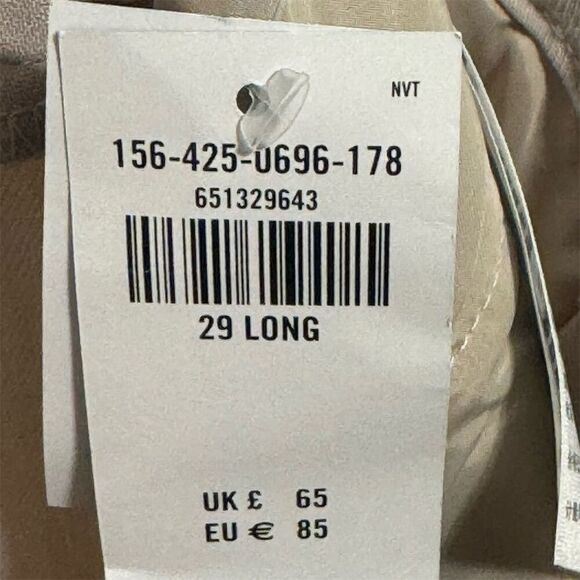 NVT
156-425-0696-178
651329643
29 LONG
UK £ 65
EU € 85